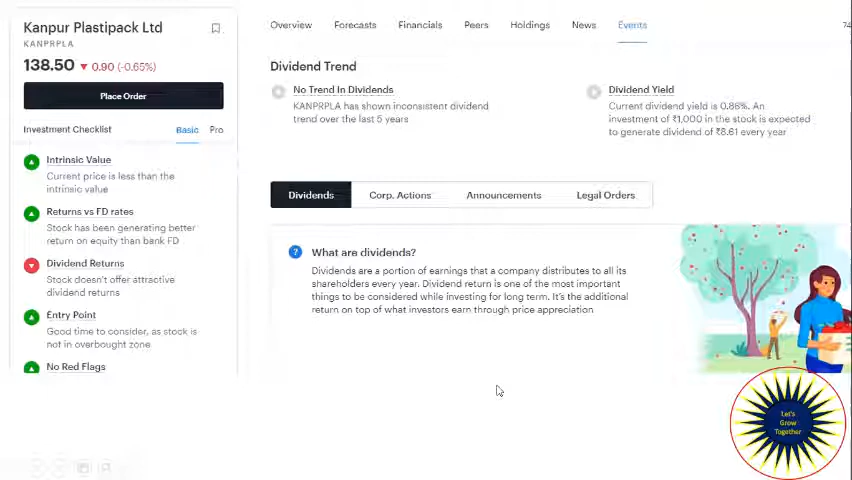 Kanpur Plastipack Ltd
KANPRPLA
138.50 ▼ 0.90 (-0.65%)
Place Order
Investment Checklist Basic Pro
Intrinsic Value
Current price is less than the
intrinsic value
Returns vs FD rates
Stock has been generating better
return on equity than bank FD
Dividend Returns
Stock doesn't offer attractive
dividend returns
Entry Point
Good time to consider, as stock is
not in overbought zone
No Red Flags
Overview Forecasts Financials Peers Holdings News Events
74
Dividend Trend
No Trend In Dividends
KANPRPLA has shown inconsistent dividend
trend over the last 5 years
Dividend Yield
Current dividend yield is 0.86%. An
investment of ₹1,000 in the stock is expected
to generate dividend of ₹8.61 every year
Dividends Corp. Actions Announcements Legal Orders
? What are dividends?
Dividends are a portion of earnings that a company distributes to all its
shareholders every year. Dividend return is one of the most important
things to be considered while investing for long term. It's the additional
return on top of what investors earn through price appreciation
Let's
Grow
Together